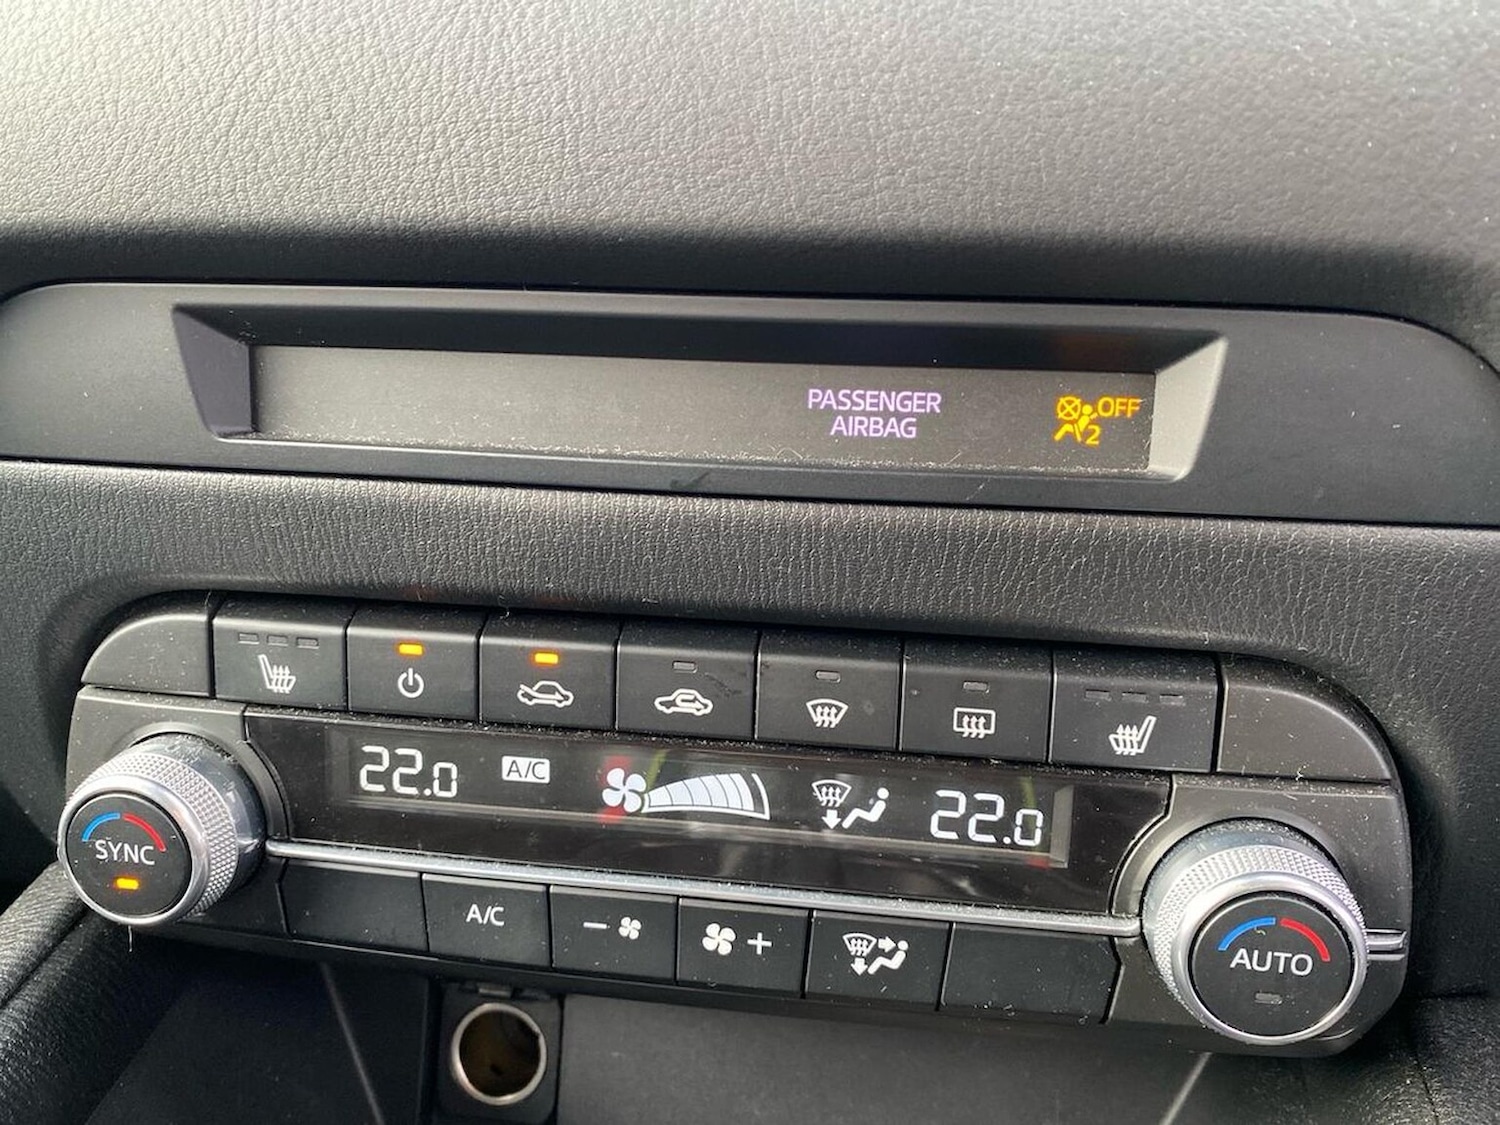 PASSENGER
AIRBAG
OFF
2
22.0
A/C
22.0
SYNC
A/C
AUTO